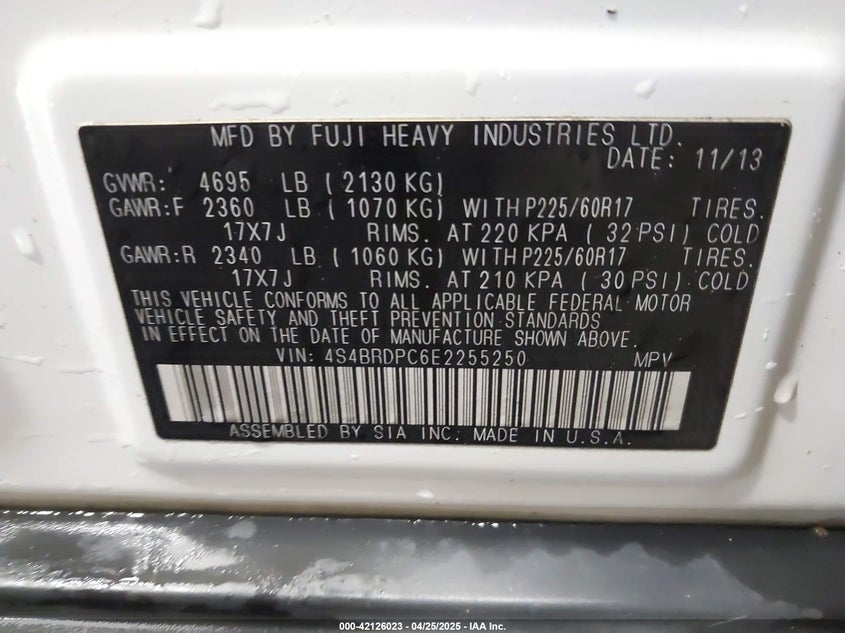 MFD BY FUJI HEAVY INDUSTRIES LTD.
DATE: 11/13
GVWR: 4695 LB (2130 KG)
GAWR:F 2360 LB (1070 KG) WITH P225/60R17 TIRES.
17X7J RIMS. AT 220 KPA (32 PSI) COLD
GAWR:R 2340 LB (1060 KG) WITH P225/60R17 TIRES.
17X7J RIMS. AT 210 KPA (30 PSI) COLD
THIS VEHICLE CONFORMS TO ALL APPLICABLE FEDERAL MOTOR
VEHICLE SAFETY AND THEFT PREVENTION STANDARDS
IN EFFECT ON THE DATE OF MANUFACTURE SHOWN ABOVE.
VIN: 4S4BRDPC6E2255250 MPV
ASSEMBLED BY SIA INC. MADE IN U.S.A.
000-42126023 — 04/25/2025 — IAA Inc.